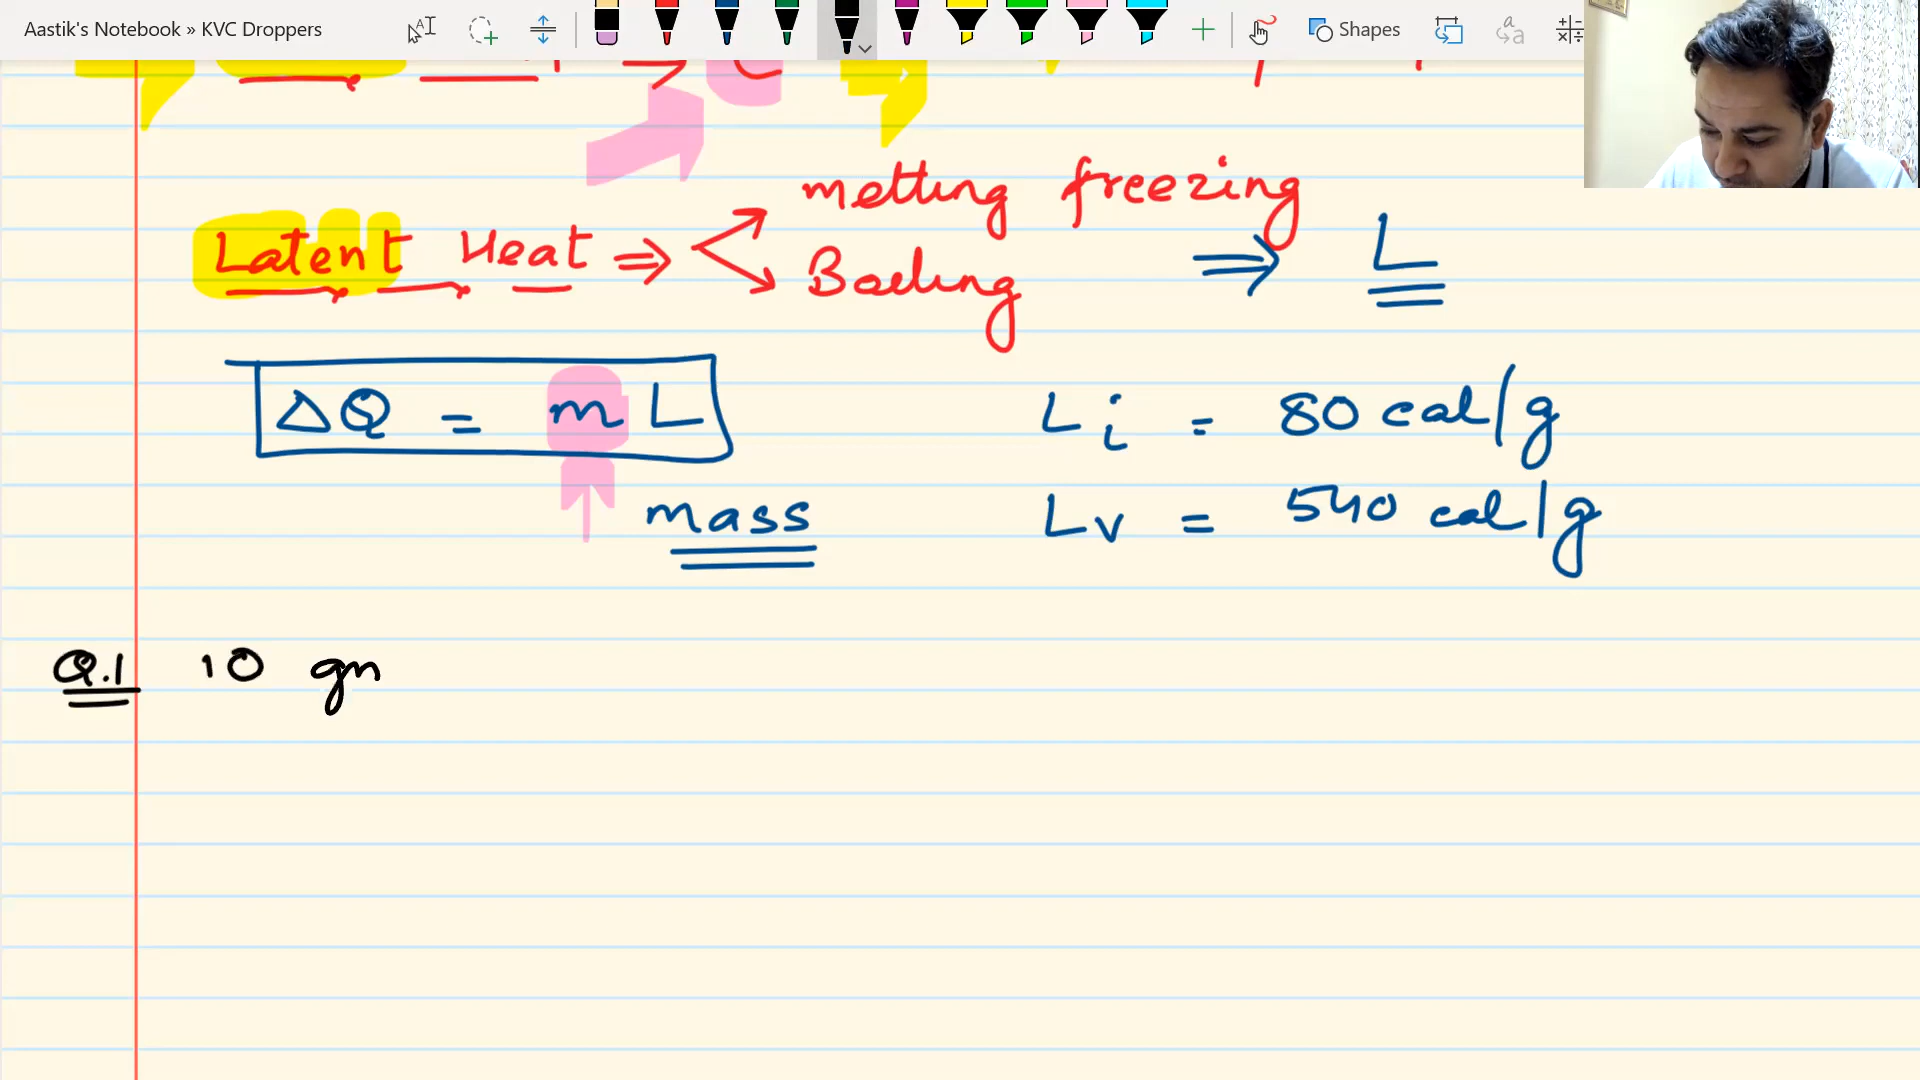 Aastik's Notebook » KVC Droppers
Shapes
melting freezing
Latent Heat ⇒ Boiling ⇒ L
ΔQ = m L
Li = 80 cal/g
mass
Lv = 540 cal/g
Q.1 10 gm